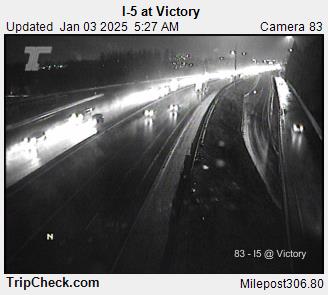 I-5 at Victory
Updated Jan 03 2025 5:27 AM
Camera 83
T
N
83 - I5 @ Victory
TripCheck.com
Milepost306.80